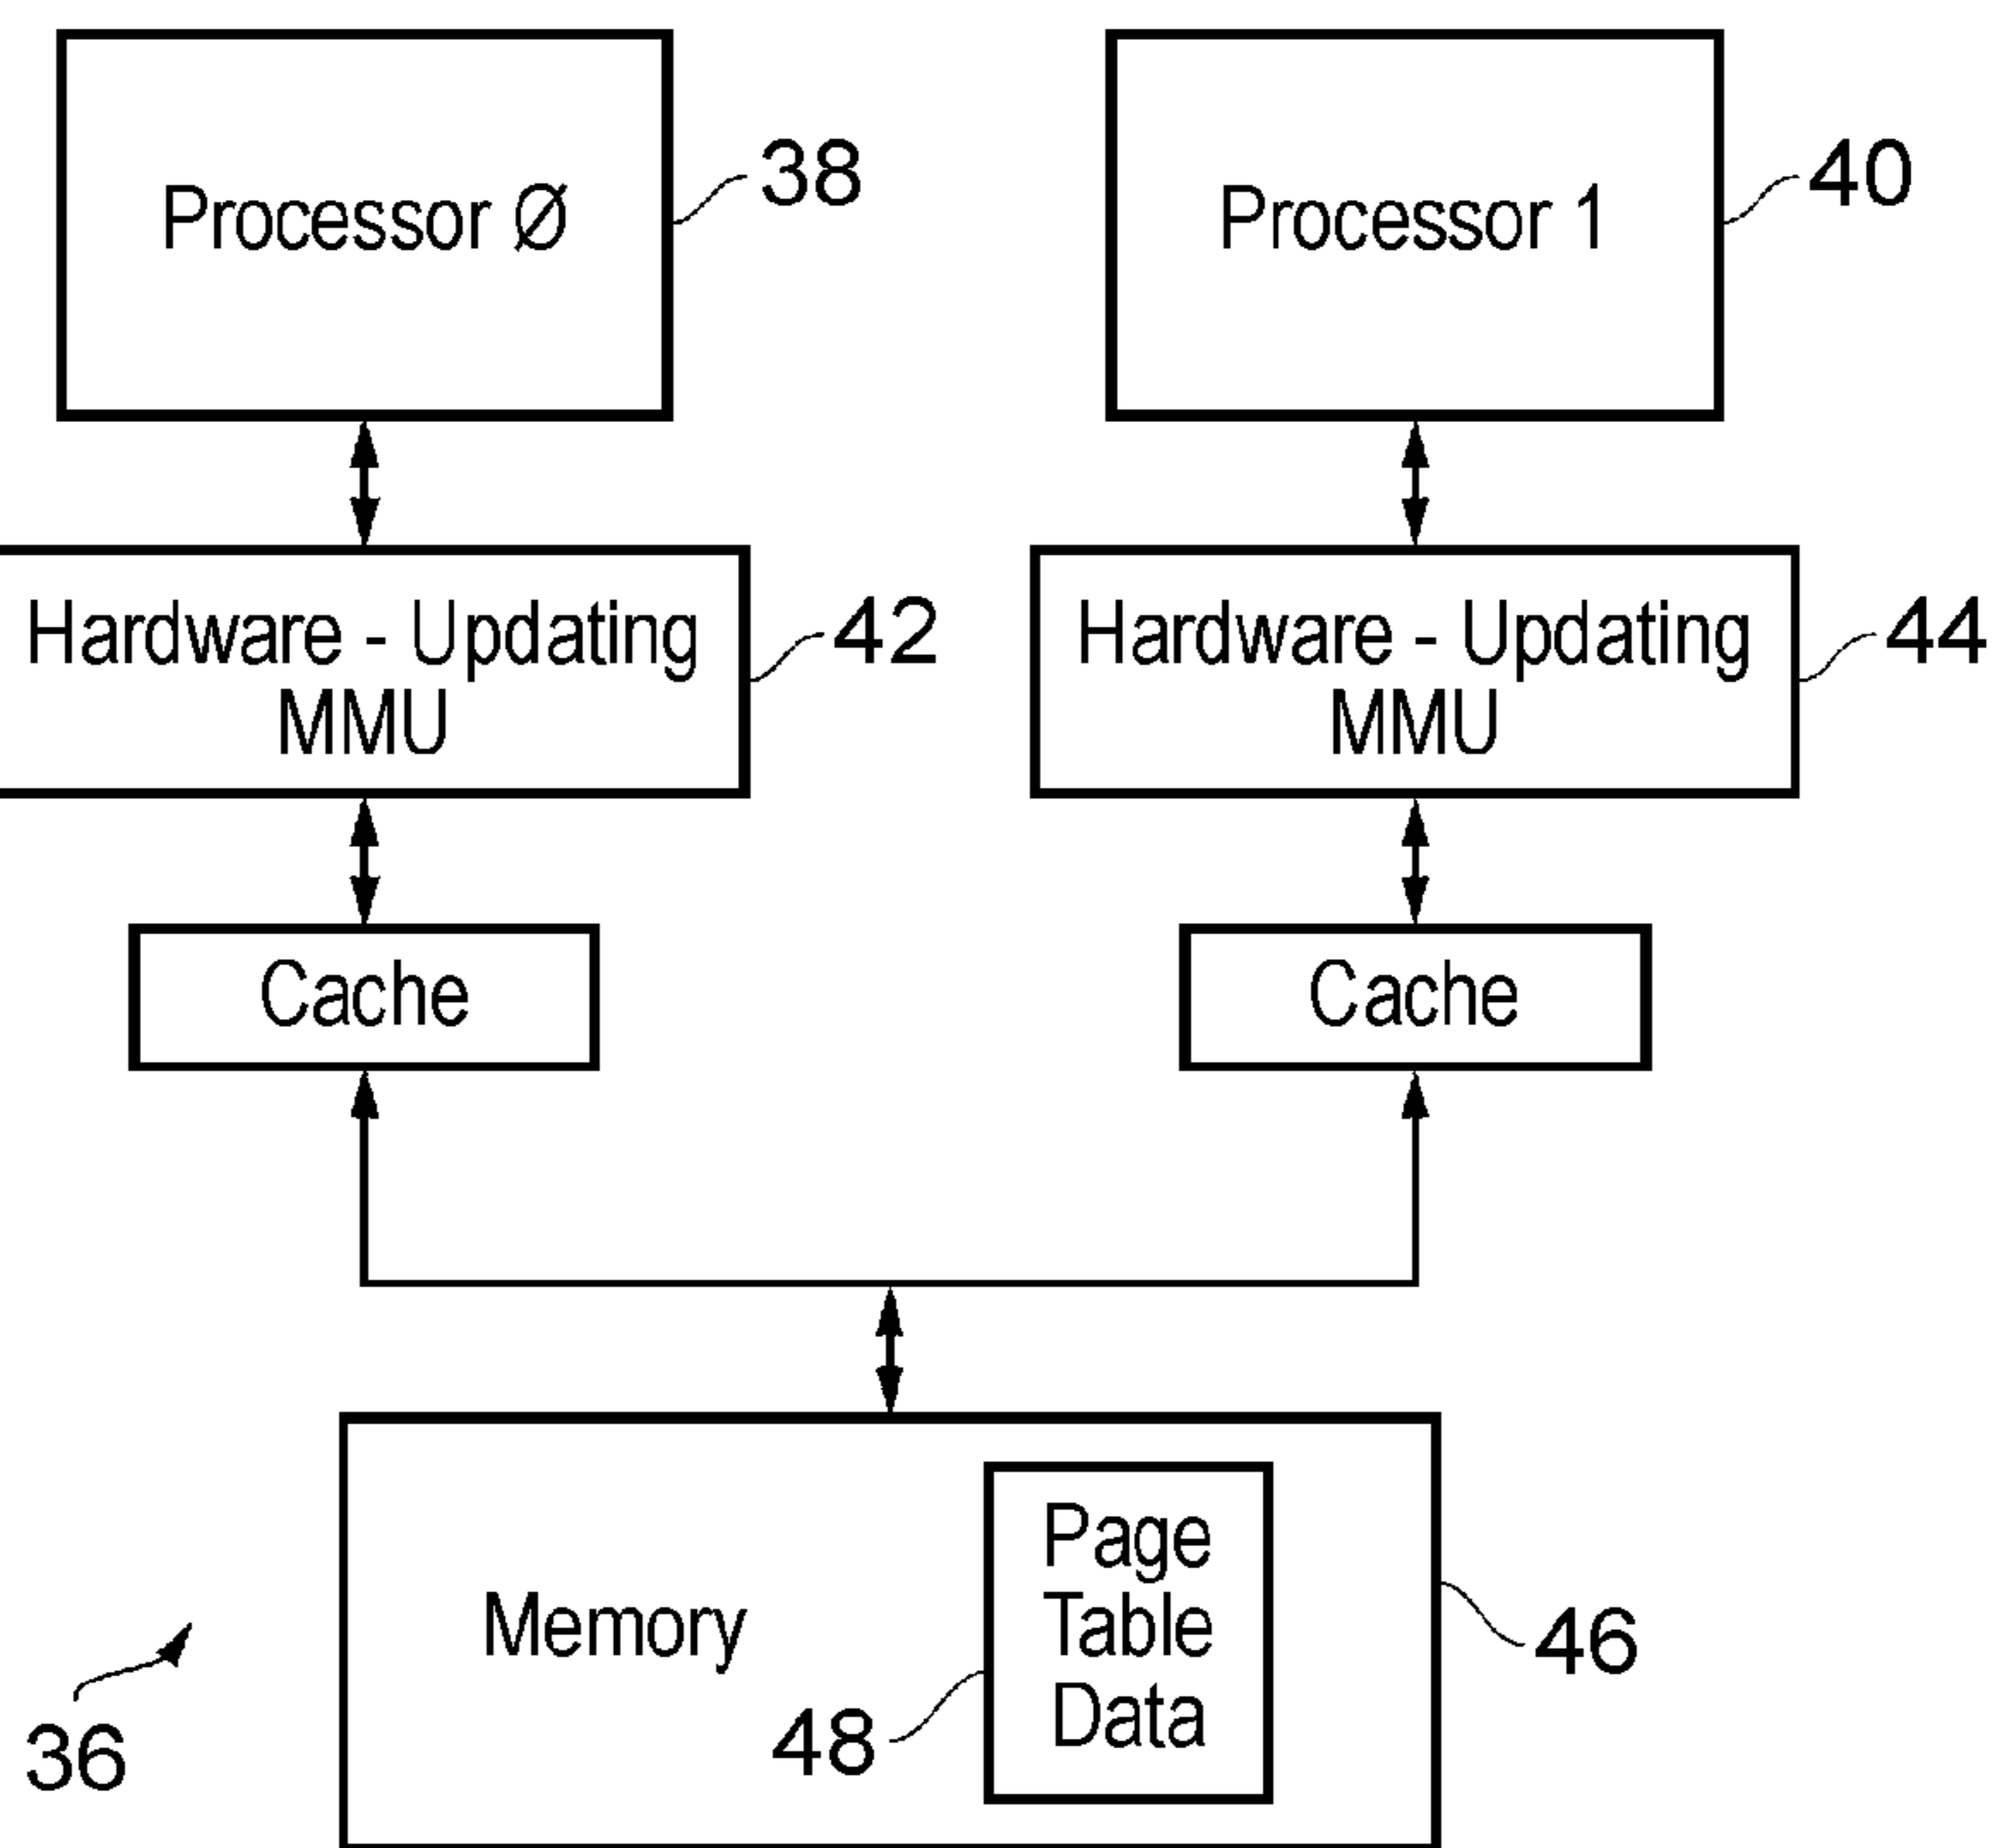 Processor Ø
38
Processor 1
40
Hardware - Updating
MMU
42
Hardware - Updating
MMU
44
Cache
Cache
Memory
Page
Table
Data
48
46
36